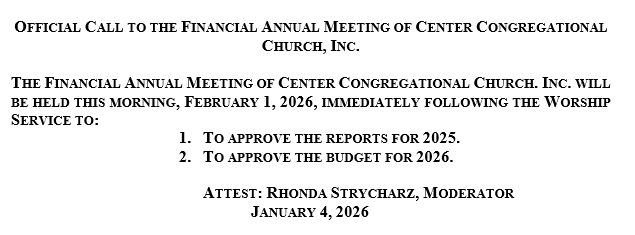 OFFICIAL CALL TO THE FINANCIAL ANNUAL MEETING OF CENTER CONGREGATIONAL
CHURCH, INC.
THE FINANCIAL ANNUAL MEETING OF CENTER CONGREGATIONAL CHURCH. INC. WILL
BE HELD THIS MORNING, FEBRUARY 1, 2026, IMMEDIATELY FOLLOWING THE WORSHIP
SERVICE TO:
1. TO APPROVE THE REPORTS FOR 2025.
2. TO APPROVE THE BUDGET FOR 2026.
ATTEST: RHONDA STRYCHARZ, MODERATOR
JANUARY 4, 2026